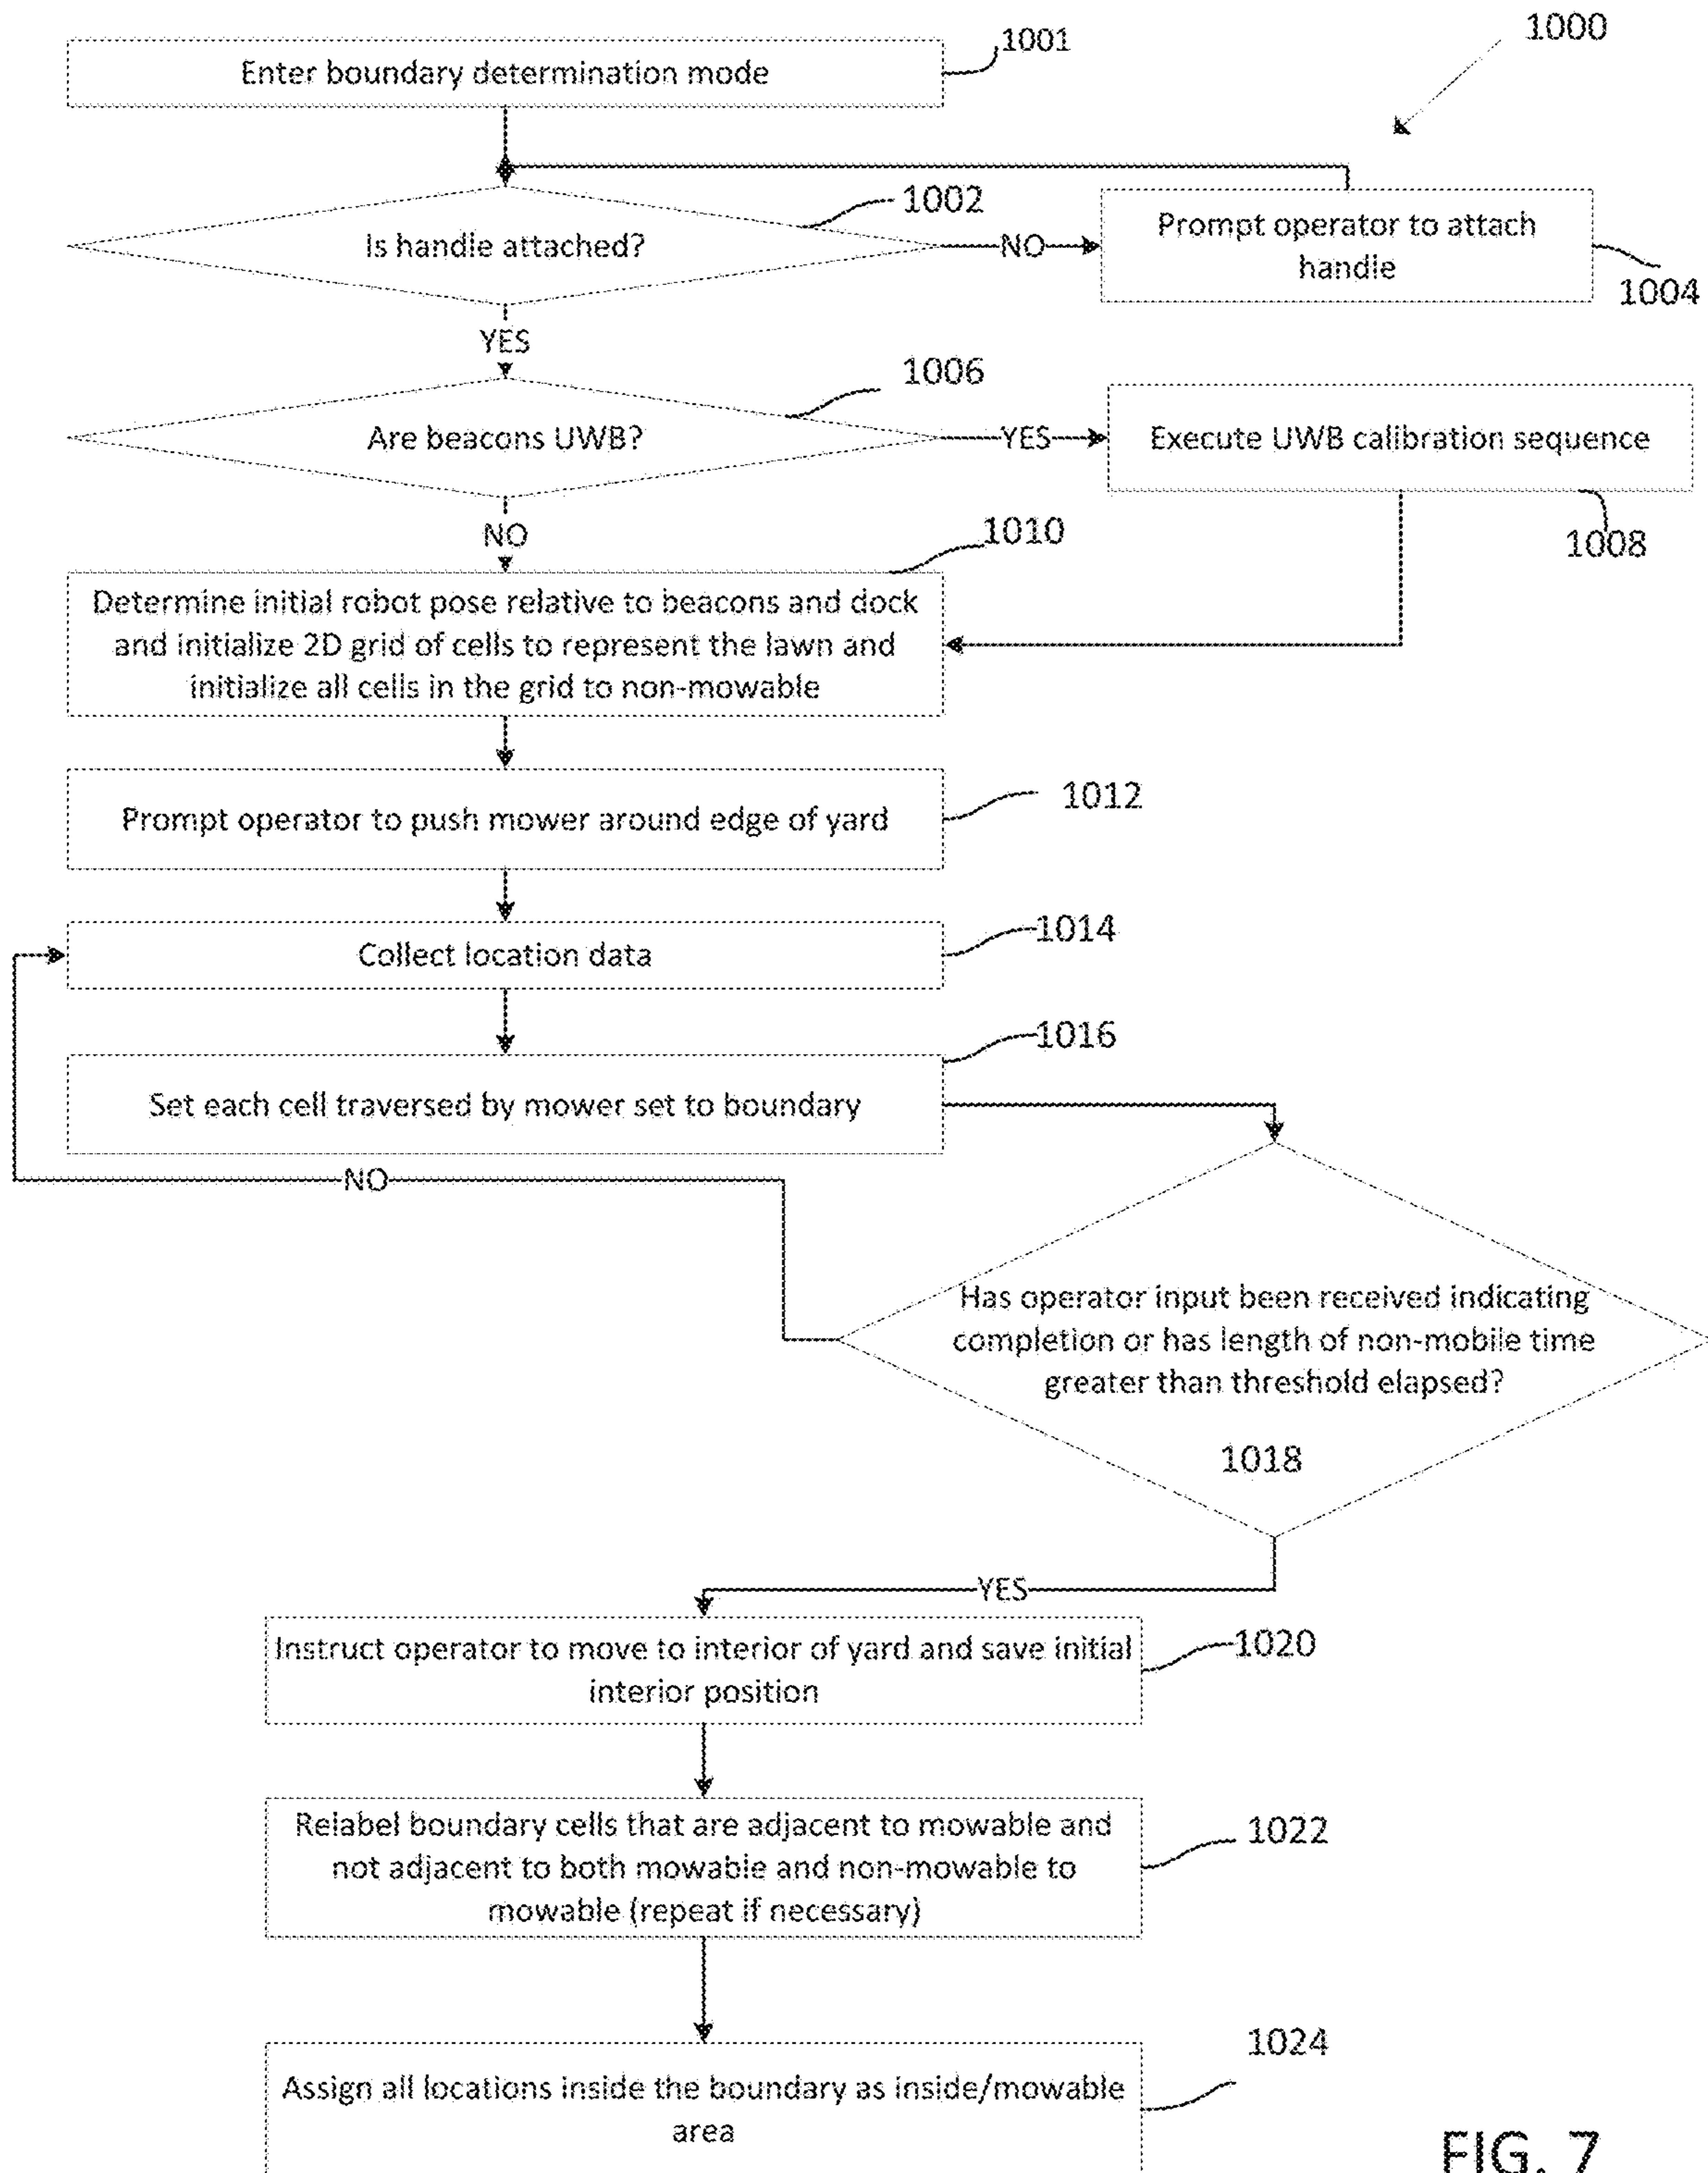 1000
Enter boundary determination mode
1001
Is handle attached?
1002
NO
Prompt operator to attach
handle
1004
YES
Are beacons UWB?
1006
YES
Execute UWB calibration sequence
1008
NO
1010
Determine initial robot pose relative to beacons and dock
and initialize 2D grid of cells to represent the lawn and
initialize all cells in the grid to non-mowable
Prompt operator to push mower around edge of yard
1012
Collect location data
1014
Set each cell traversed by mower set to boundary
1016
NO
Has operator input been received indicating
completion or has length of non-mobile time
greater than threshold elapsed?
1018
YES
Instruct operator to move to interior of yard and save initial
interior position
1020
Relabel boundary cells that are adjacent to mowable and
not adjacent to both mowable and non-mowable to
mowable (repeat if necessary)
1022
Assign all locations inside the boundary as inside/mowable
area
1024
FIG. 7